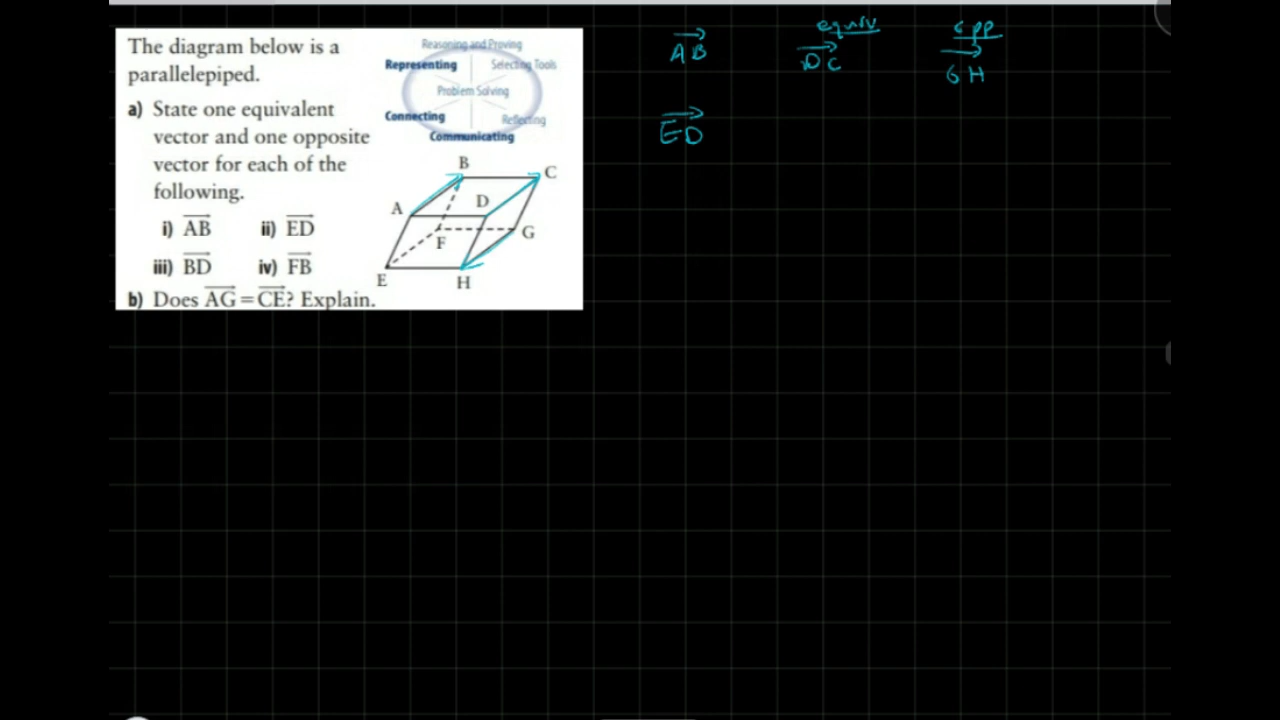 The diagram below is a
parallelepiped.
a) State one equivalent
vector and one opposite
vector for each of the
following.
i) AB ii) ED
iii) BD iv) FB
b) Does AG = CE? Explain.
Reasoning and Proving
Representing Selecting Tools
Problem Solving
Connecting Reflecting
Communicating
B
C
A
D
F
G
E
H
equiv opp
AB DC GH
ED